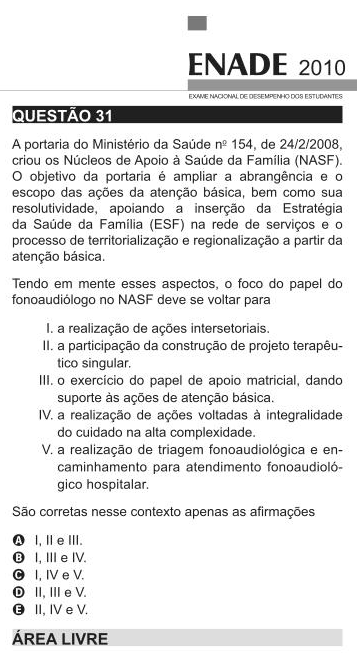 ENADE 2010
EXAME NACIONAL DE DESEMPENHO DOS ESTUDANTES
QUESTÃO 31
A portaria do Ministério da Saúde nº 154, de 24/2/2008,
criou os Núcleos de Apoio à Saúde da Família (NASF).
O objetivo da portaria é ampliar a abrangência e o
escopo das ações da atenção básica, bem como sua
resolutividade, apoiando a inserção da Estratégia
da Saúde da Família (ESF) na rede de serviços e o
processo de territorialização e regionalização a partir da
atenção básica.
Tendo em mente esses aspectos, o foco do papel do
fonoaudiólogo no NASF deve se voltar para
I. a realização de ações intersetoriais.
II. a participação da construção de projeto terapêu-
tico singular.
III. o exercício do papel de apoio matricial, dando
suporte às ações de atenção básica.
IV. a realização de ações voltadas à integralidade
do cuidado na alta complexidade.
V. a realização de triagem fonoaudiológica e en-
caminhamento para atendimento fonoaudioló-
gico hospitalar.
São corretas nesse contexto apenas as afirmações
A I, II e III.
B I, III e IV.
C I, IV e V.
D II, III e V.
E II, IV e V.
ÁREA LIVRE